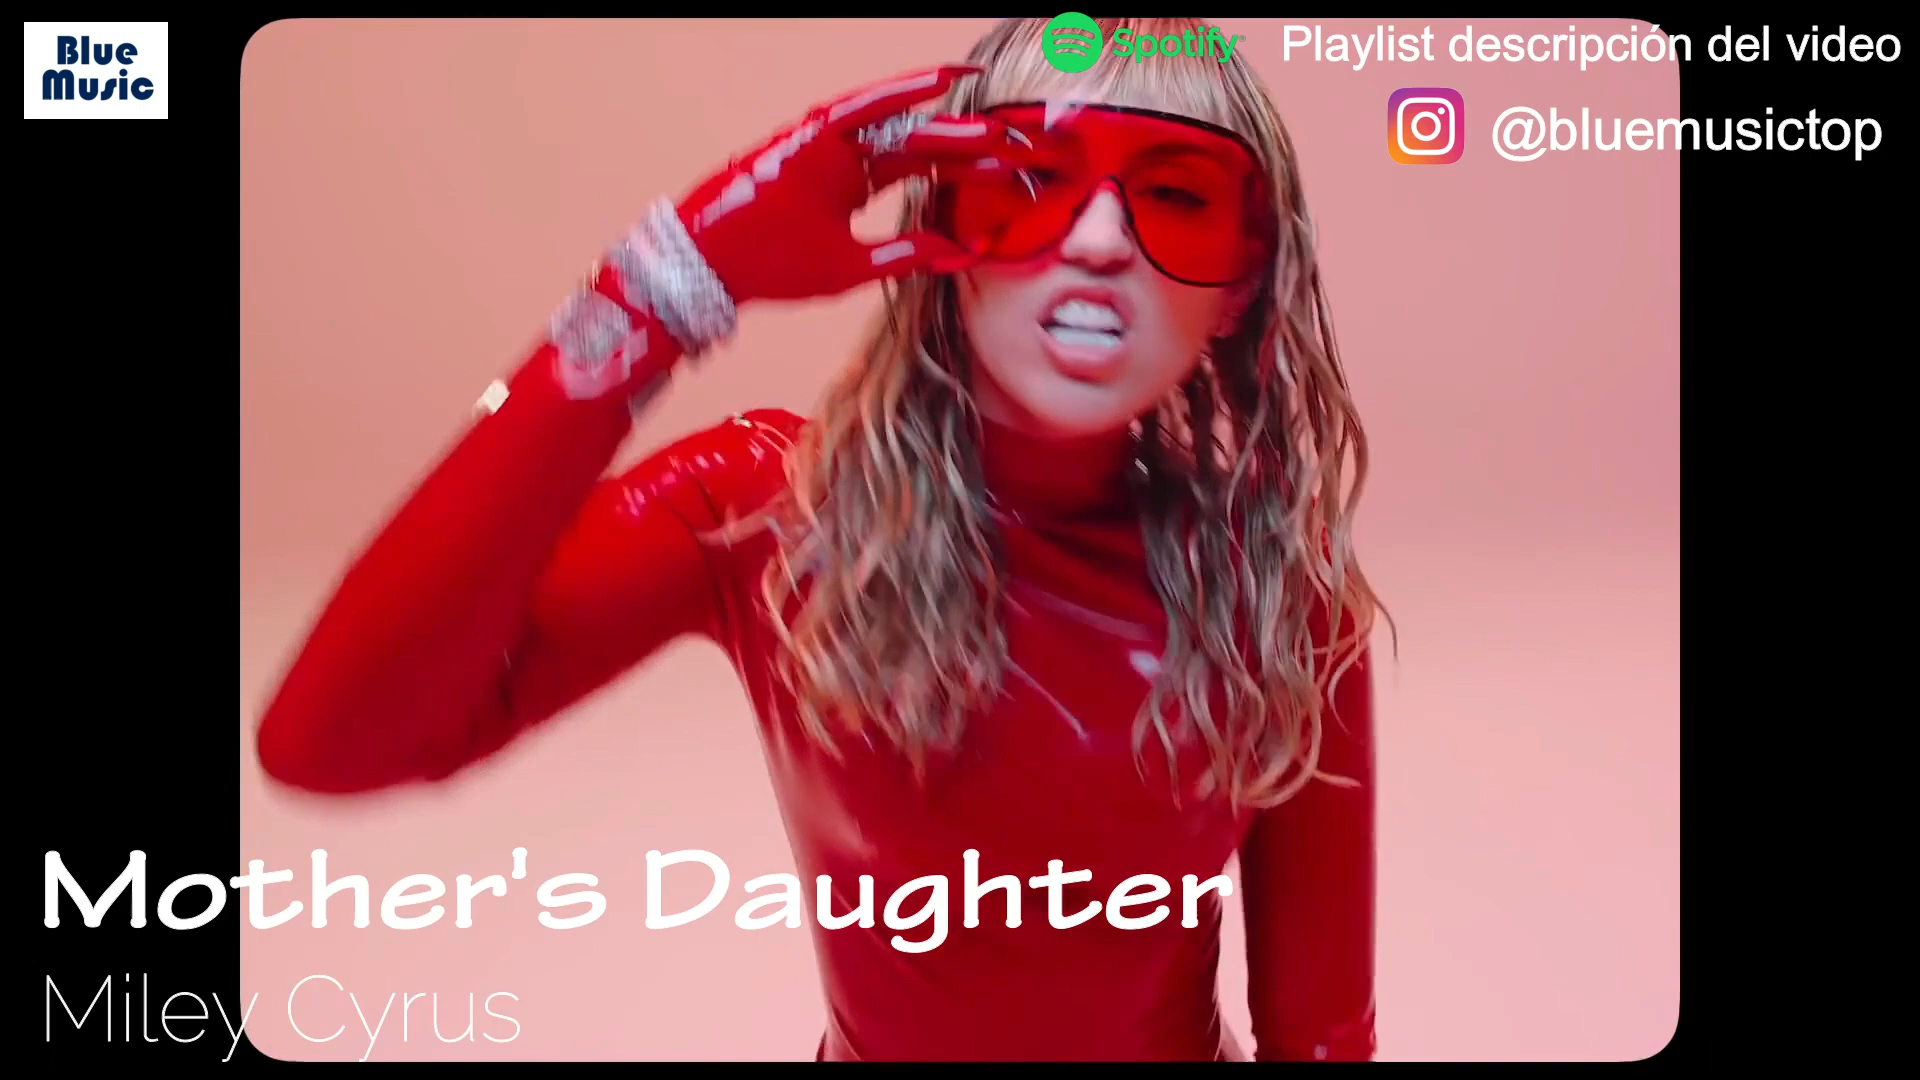 Blue
Music
Spotify
Playlist descripción del video
@bluemusictop
Mother's Daughter
Miley Cyrus